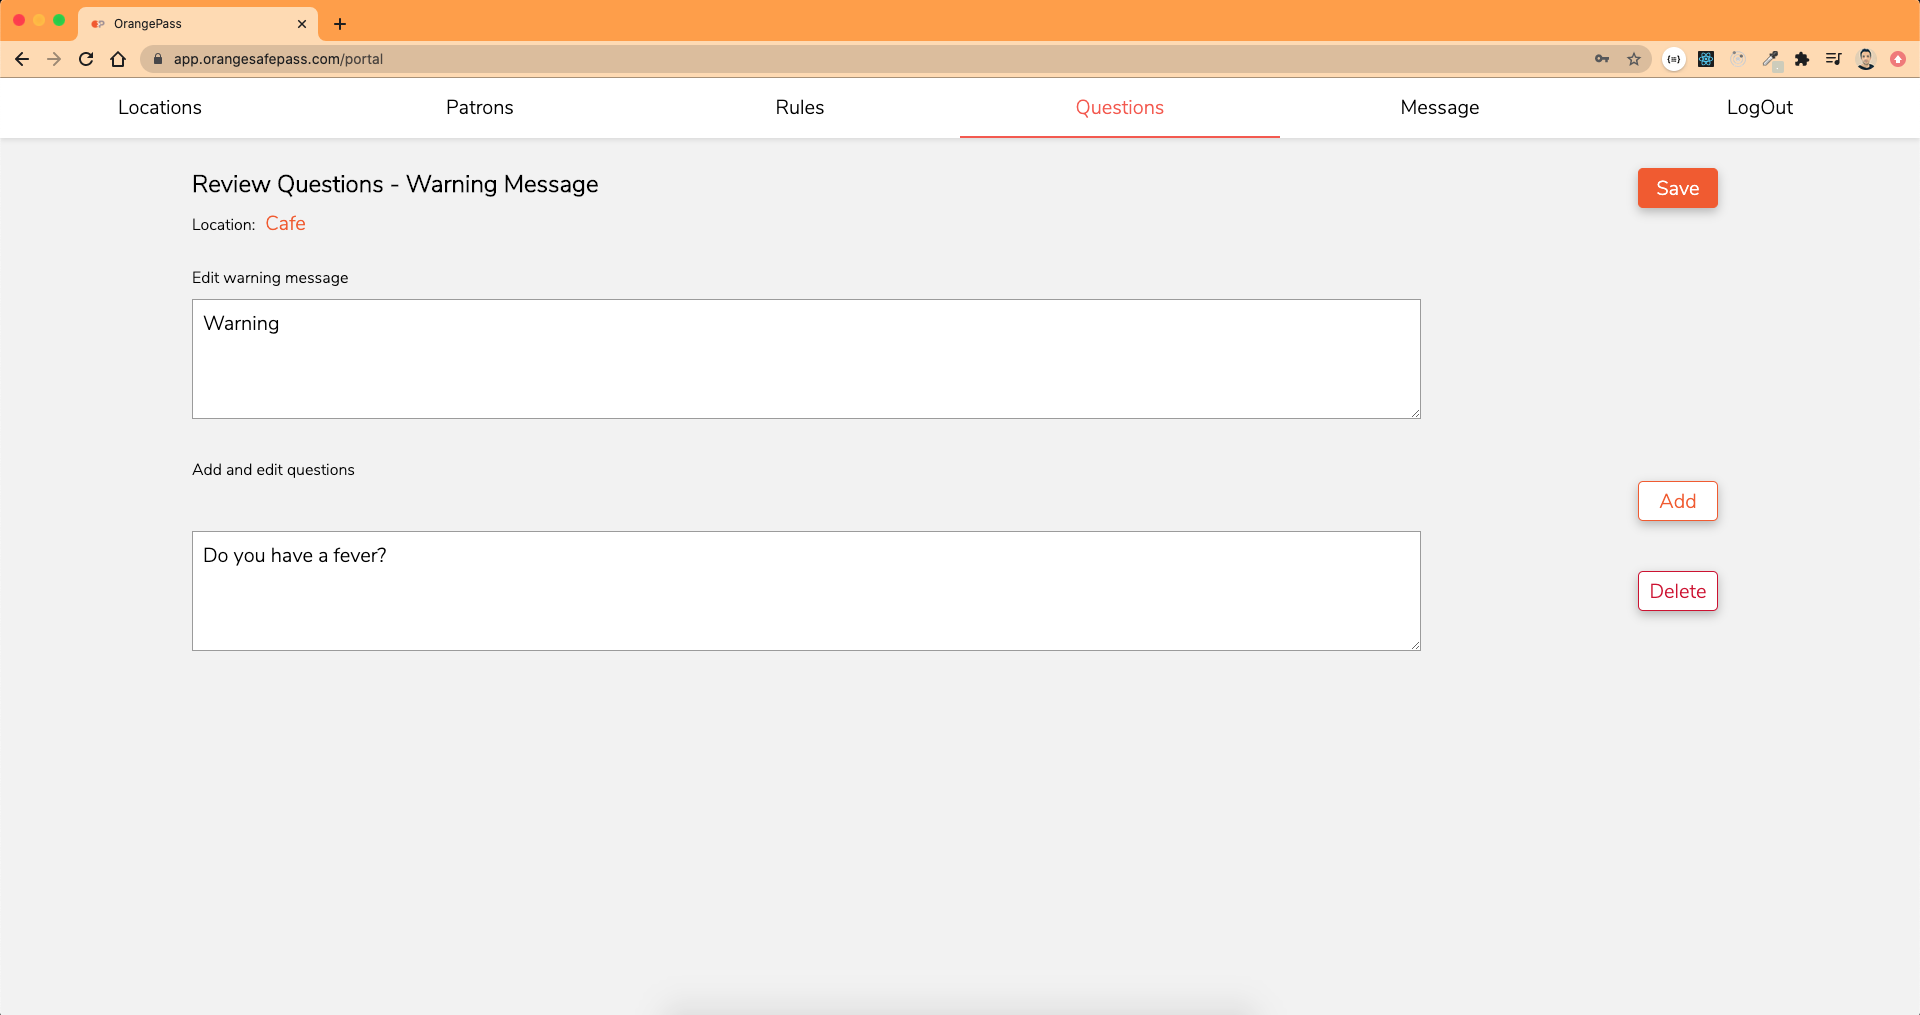 OrangePass
app.orangesafepass.com/portal
Locations Patrons Rules Questions Message LogOut
Review Questions - Warning Message
Save
Location: Cafe
Edit warning message
Warning
Add and edit questions
Add
Do you have a fever?
Delete